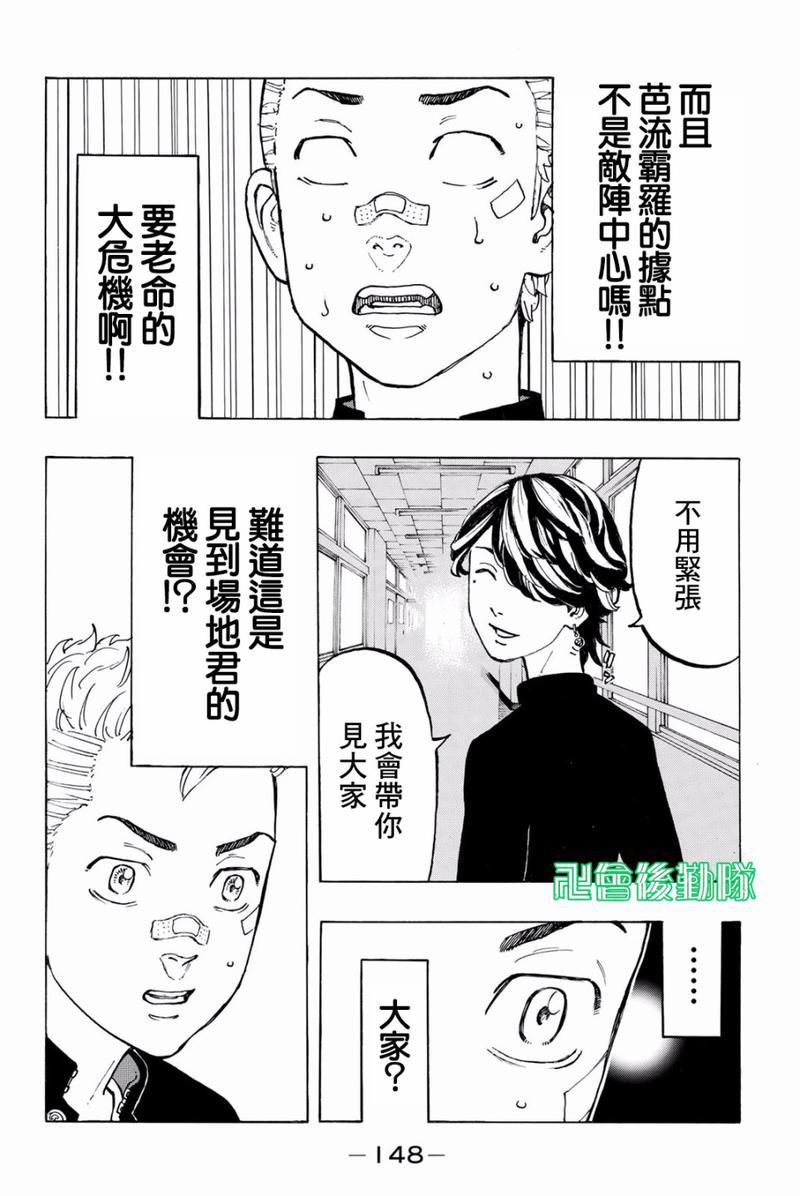 而且
芭流霸羅的據點
不是敵陣中心嗎!!
要老命的
大危機啊!!
不用緊張
我會帶你
見大家
難道這是
見到場地君的
機會!?
卍會後勤隊
……
大家?
—148—